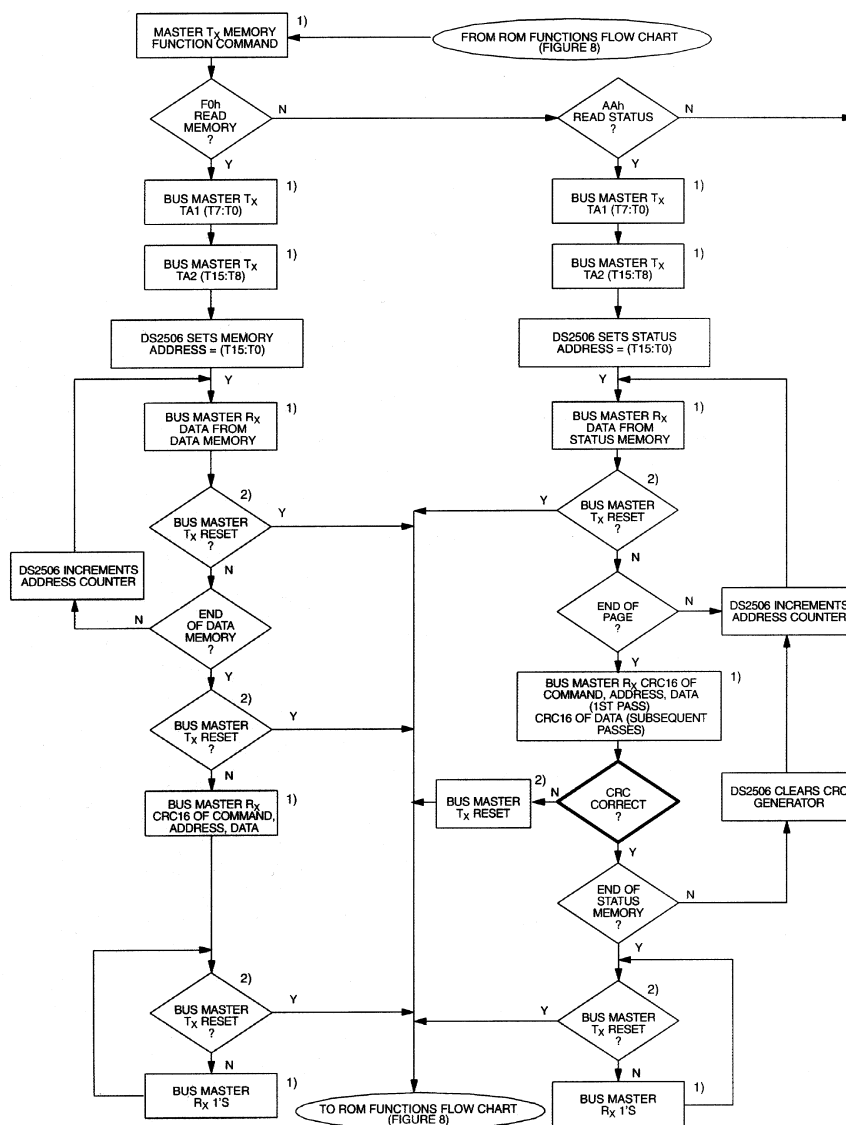 MASTER TX MEMORY
FUNCTION COMMAND
1)
FROM ROM FUNCTIONS FLOW CHART
(FIGURE 8)
F0h
READ
MEMORY
?
N
Y
AAh
READ STATUS
?
N
Y
BUS MASTER TX
TA1 (T7:T0)
1)
BUS MASTER TX
TA1 (T7:T0)
1)
BUS MASTER TX
TA2 (T15:T8)
1)
BUS MASTER TX
TA2 (T15:T8)
1)
DS2506 SETS MEMORY
ADDRESS = (T15:T0)
DS2506 SETS STATUS
ADDRESS = (T15:T0)
Y
Y
BUS MASTER RX
DATA FROM
DATA MEMORY
1)
BUS MASTER RX
DATA FROM
STATUS MEMORY
1)
2)
BUS MASTER
TX RESET
?
Y
N
2)
BUS MASTER
TX RESET
?
Y
N
DS2506 INCREMENTS
ADDRESS COUNTER
END
OF DATA
MEMORY
?
N
Y
END OF
PAGE
?
N
Y
DS2506 INCREMENTS
ADDRESS COUNTER
2)
BUS MASTER
TX RESET
?
Y
N
BUS MASTER RX CRC16 OF
COMMAND, ADDRESS, DATA
(1ST PASS)
CRC16 OF DATA (SUBSEQUENT
PASSES)
1)
BUS MASTER RX
CRC16 OF COMMAND,
ADDRESS, DATA
1)
2)
BUS MASTER
TX RESET
N
CRC
CORRECT
?
Y
DS2506 CLEARS CRC
GENERATOR
END OF
STATUS
MEMORY
?
N
Y
2)
BUS MASTER
TX RESET
?
Y
N
2)
BUS MASTER
TX RESET
?
Y
N
BUS MASTER
RX 1'S
1)
TO ROM FUNCTIONS FLOW CHART
(FIGURE 8)
BUS MASTER
RX 1'S
1)